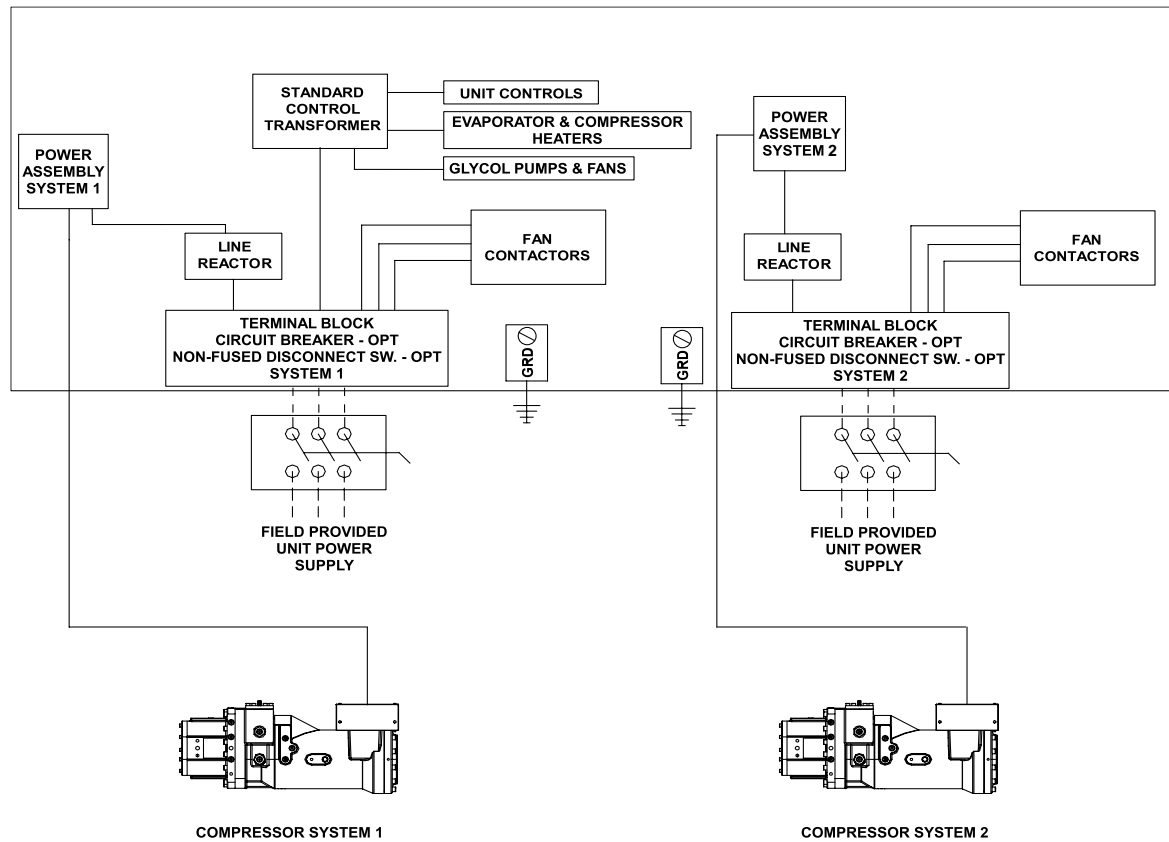 STANDARD
CONTROL
TRANSFORMER
UNIT CONTROLS
EVAPORATOR & COMPRESSOR
HEATERS
GLYCOL PUMPS & FANS
POWER
ASSEMBLY
SYSTEM 1
LINE
REACTOR
FAN
CONTACTORS
TERMINAL BLOCK
CIRCUIT BREAKER - OPT
NON-FUSED DISCONNECT SW. - OPT
SYSTEM 1
GRD
FIELD PROVIDED
UNIT POWER
SUPPLY
POWER
ASSEMBLY
SYSTEM 2
LINE
REACTOR
FAN
CONTACTORS
GRD
TERMINAL BLOCK
CIRCUIT BREAKER - OPT
NON-FUSED DISCONNECT SW. - OPT
SYSTEM 2
FIELD PROVIDED
UNIT POWER
SUPPLY
COMPRESSOR SYSTEM 1
COMPRESSOR SYSTEM 2